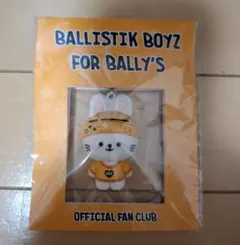 BALLISTIK BOYZ
FOR BALLY'S
OFFICIAL FAN CLUB